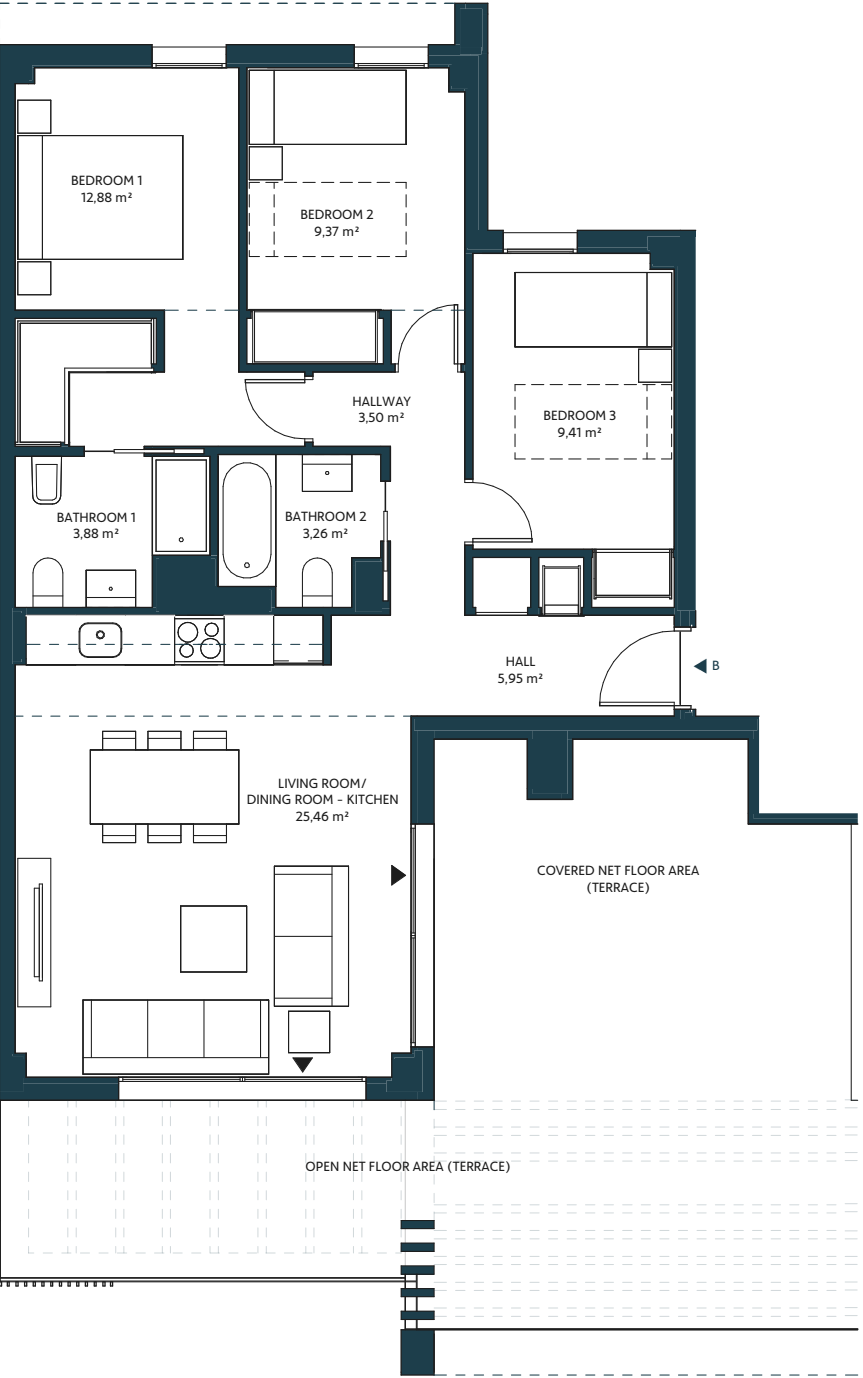 BEDROOM 1
12,88 m²
BEDROOM 2
9,37 m²
HALLWAY
3,50 m²
BEDROOM 3
9,41 m²
BATHROOM 1
3,88 m²
BATHROOM 2
3,26 m²
HALL
5,95 m²
B
LIVING ROOM/
DINING ROOM - KITCHEN
25,46 m²
COVERED NET FLOOR AREA
(TERRACE)
OPEN NET FLOOR AREA (TERRACE)